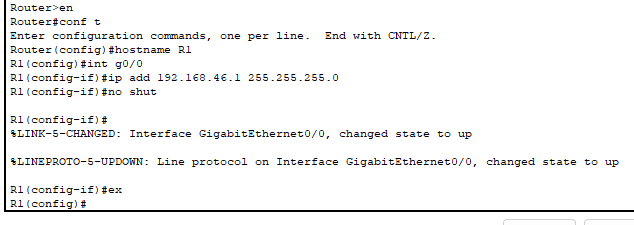 Router>en
Router#conf t
Enter configuration commands, one per line.  End with CNTL/Z.
Router(config)#hostname R1
R1(config)#int g0/0
R1(config-if)#ip add 192.168.46.1 255.255.255.0
R1(config-if)#no shut
R1(config-if)#
%LINK-5-CHANGED: Interface GigabitEthernet0/0, changed state to up
%LINEPROTO-5-UPDOWN: Line protocol on Interface GigabitEthernet0/0, changed state to up
R1(config-if)#ex
R1(config)#